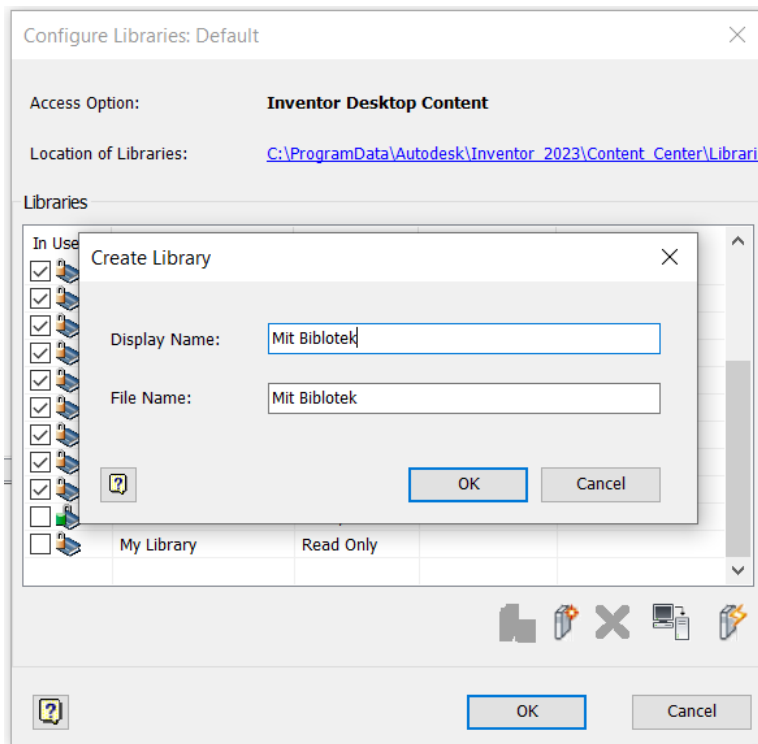 Configure Libraries: Default
Access Option: Inventor Desktop Content
Location of Libraries: C:\ProgramData\Autodesk\Inventor 2023\Content Center\Librari
Libraries
In Use
Create Library
Display Name: Mit Biblotek
File Name: Mit Biblotek
OK Cancel
My Library Read Only
OK Cancel